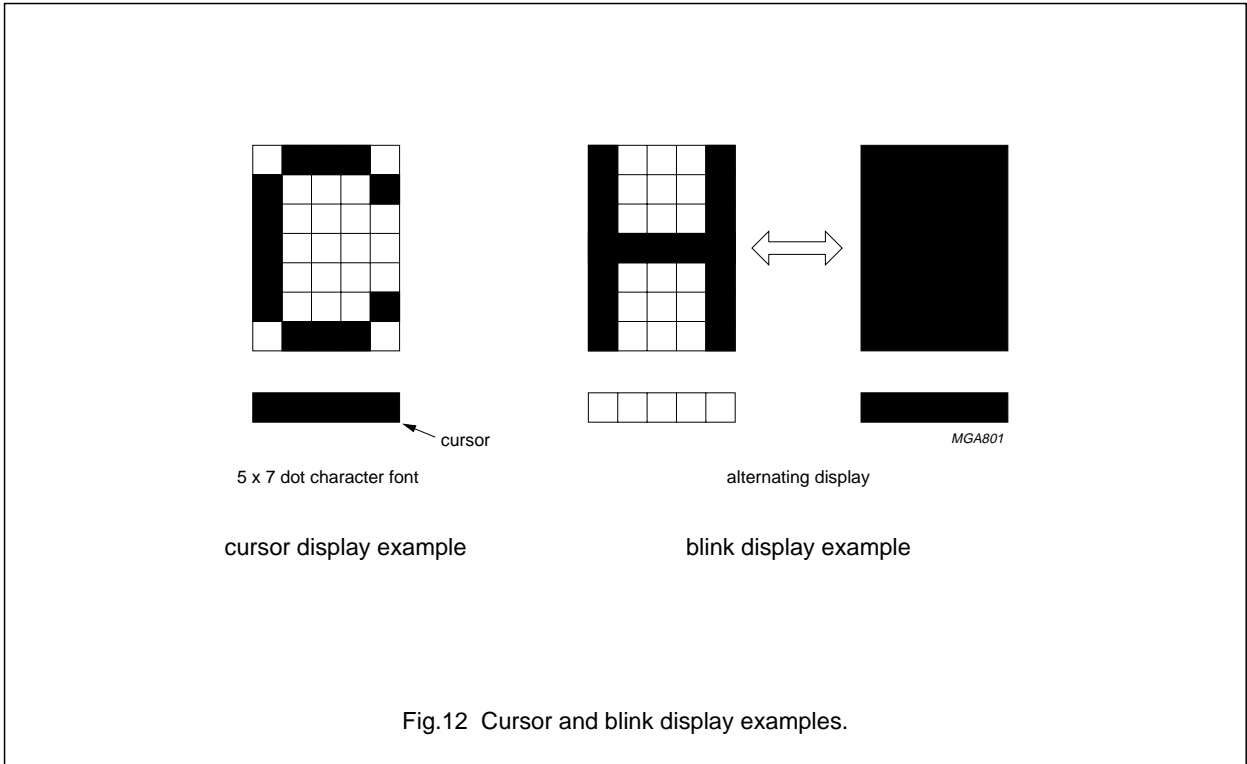 cursor
MGA801
5 x 7 dot character font
alternating display
cursor display example
blink display example
Fig.12 Cursor and blink display examples.